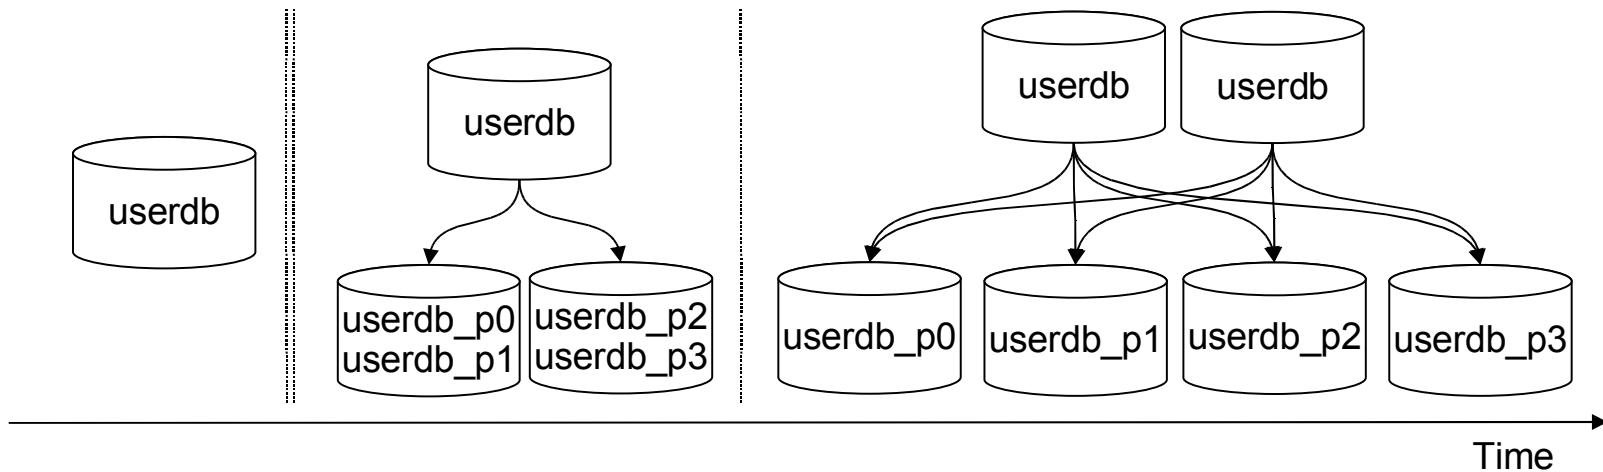 userdb
userdb
userdb_p0
userdb_p1
userdb_p2
userdb_p3
userdb
userdb
userdb_p0
userdb_p1
userdb_p2
userdb_p3
Time